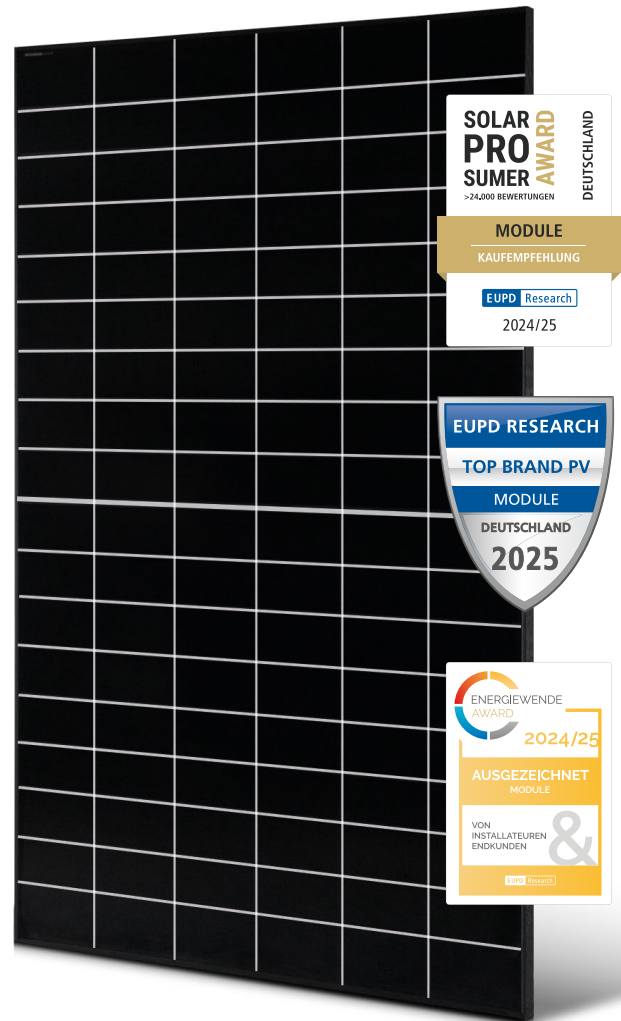 SOLAR
PRO
SUMER
AWARD
DEUTSCHLAND
>24.000 BEWERTUNGEN
MODULE
KAUFEMPFEHLUNG
EUPD Research
2024/25
EUPD RESEARCH
TOP BRAND PV
MODULE
DEUTSCHLAND
2025
ENERGIEWENDE
AWARD
2024/25
AUSGEZEICHNET
MODULE
VON
INSTALLATEUREN
&
ENDKUNDEN
EUPD Research